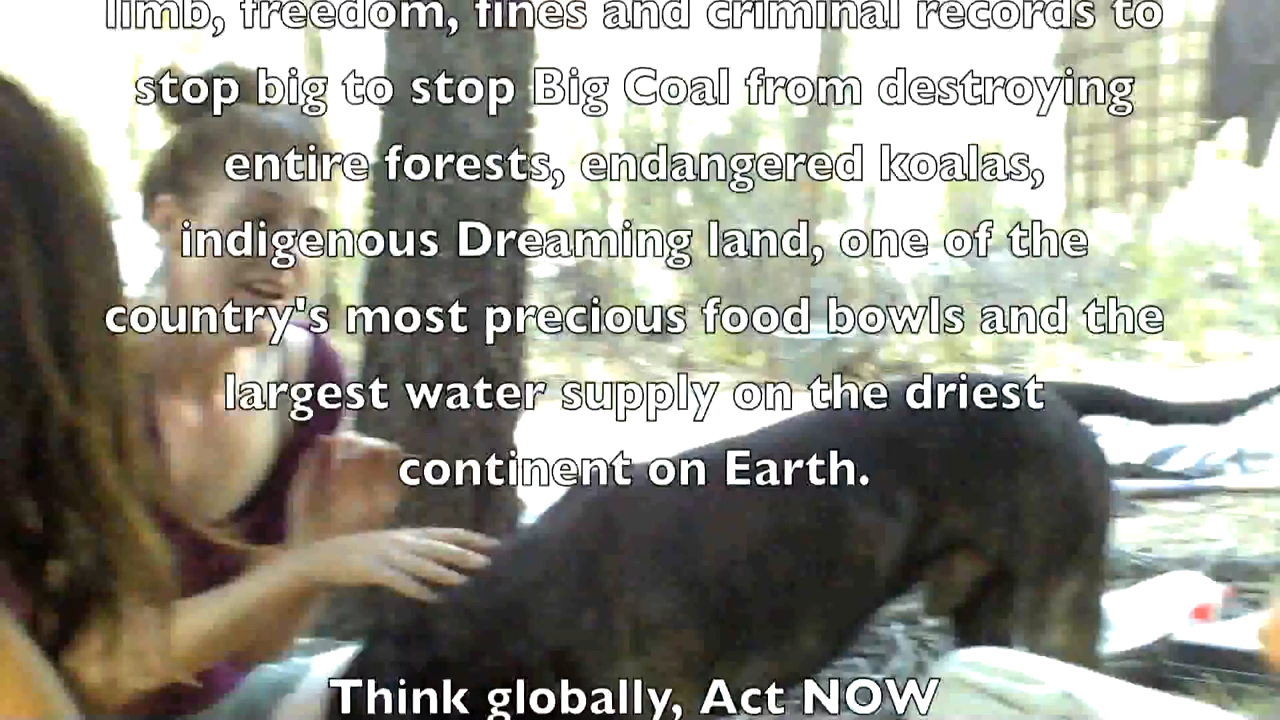 limb, freedom, fines and criminal records to
stop big to stop Big Coal from destroying
entire forests, endangered koalas,
indigenous Dreaming land, one of the
country's most precious food bowls and the
largest water supply on the driest
continent on Earth.
Think globally, Act NOW